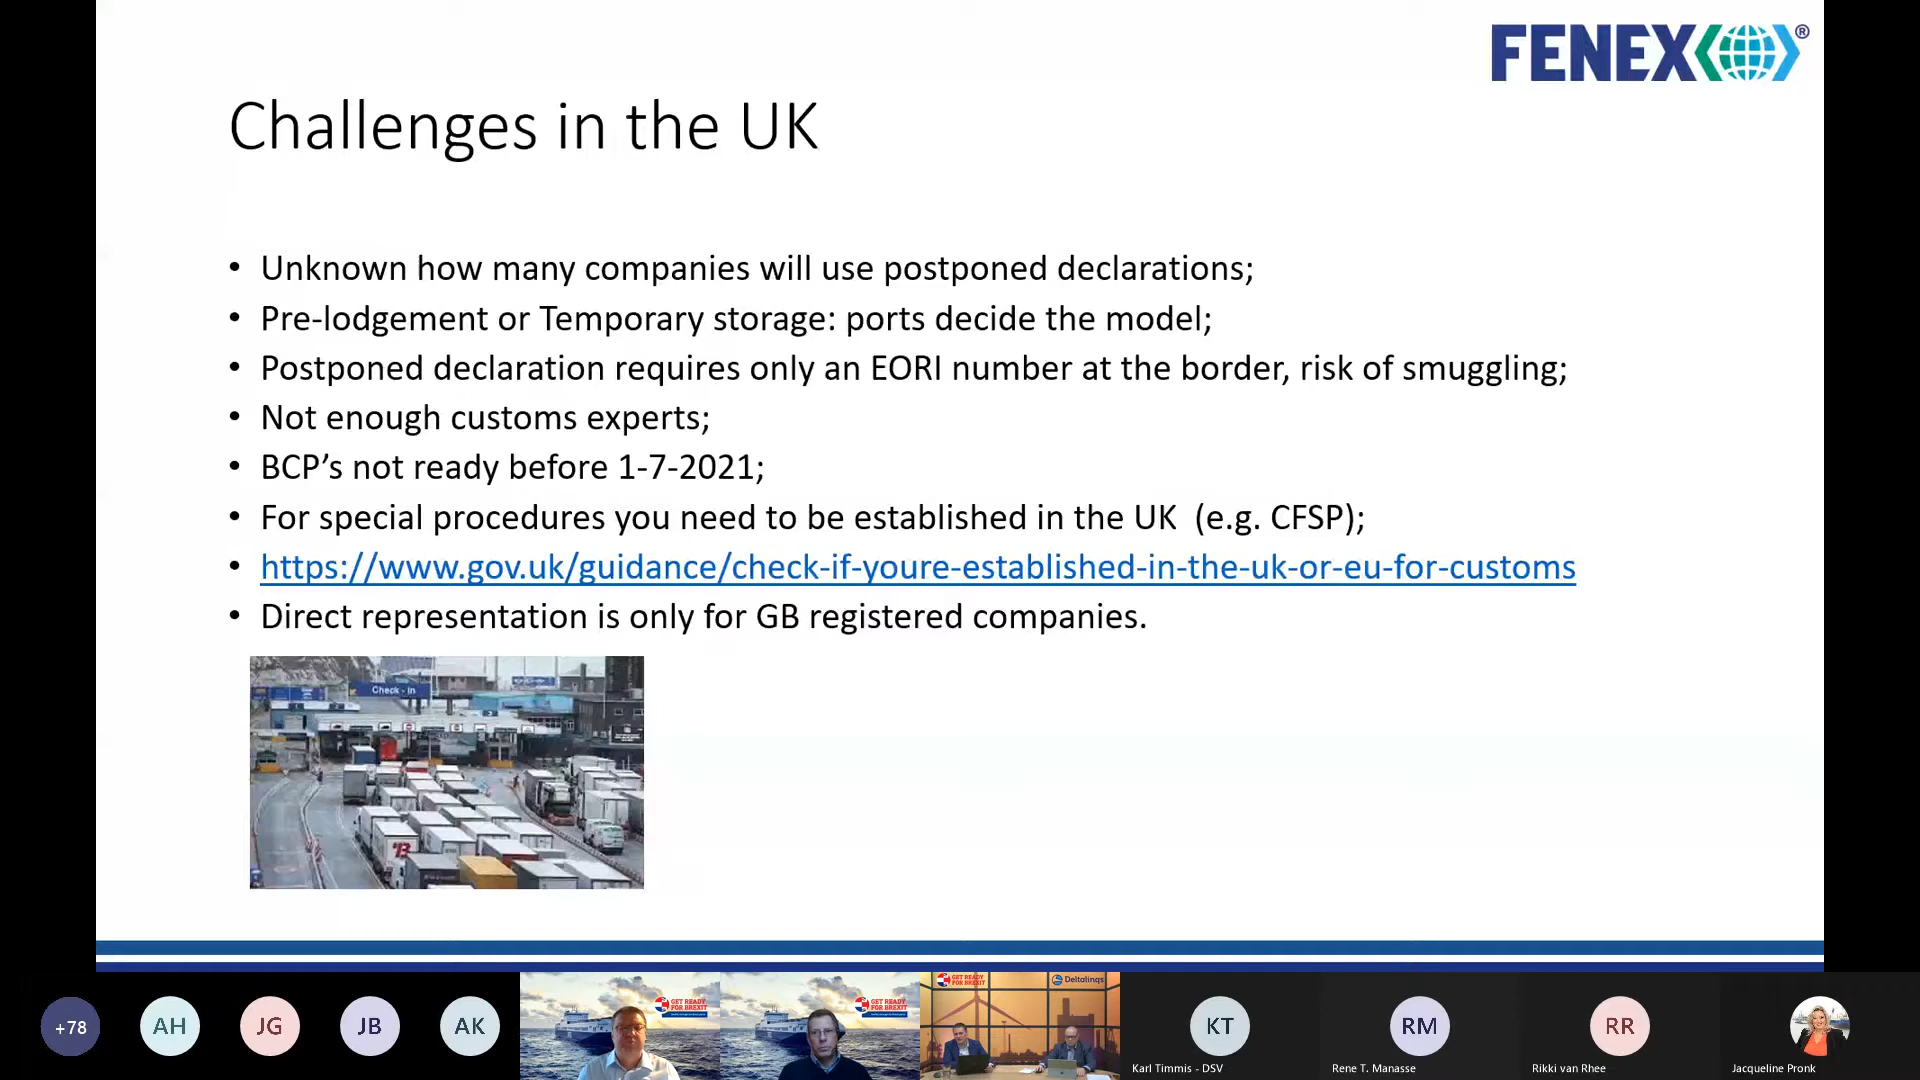 FENEX®
Challenges in the UK
• Unknown how many companies will use postponed declarations;
• Pre-lodgement or Temporary storage: ports decide the model;
• Postponed declaration requires only an EORI number at the border, risk of smuggling;
• Not enough customs experts;
• BCP’s not ready before 1-7-2021;
• For special procedures you need to be established in the UK (e.g. CFSP);
• https://www.gov.uk/guidance/check-if-youre-established-in-the-uk-or-eu-for-customs
• Direct representation is only for GB registered companies.
Check - in
+78
AH
JG
JB
AK
GET READY
FOR BREXIT
GET READY
FOR BREXIT
GET READY
FOR BREXIT
Deltalinqs
KT
Karl Timmis - DSV
RM
Rene T. Manasse
RR
Rikki van Rhee
Jacqueline Pronk